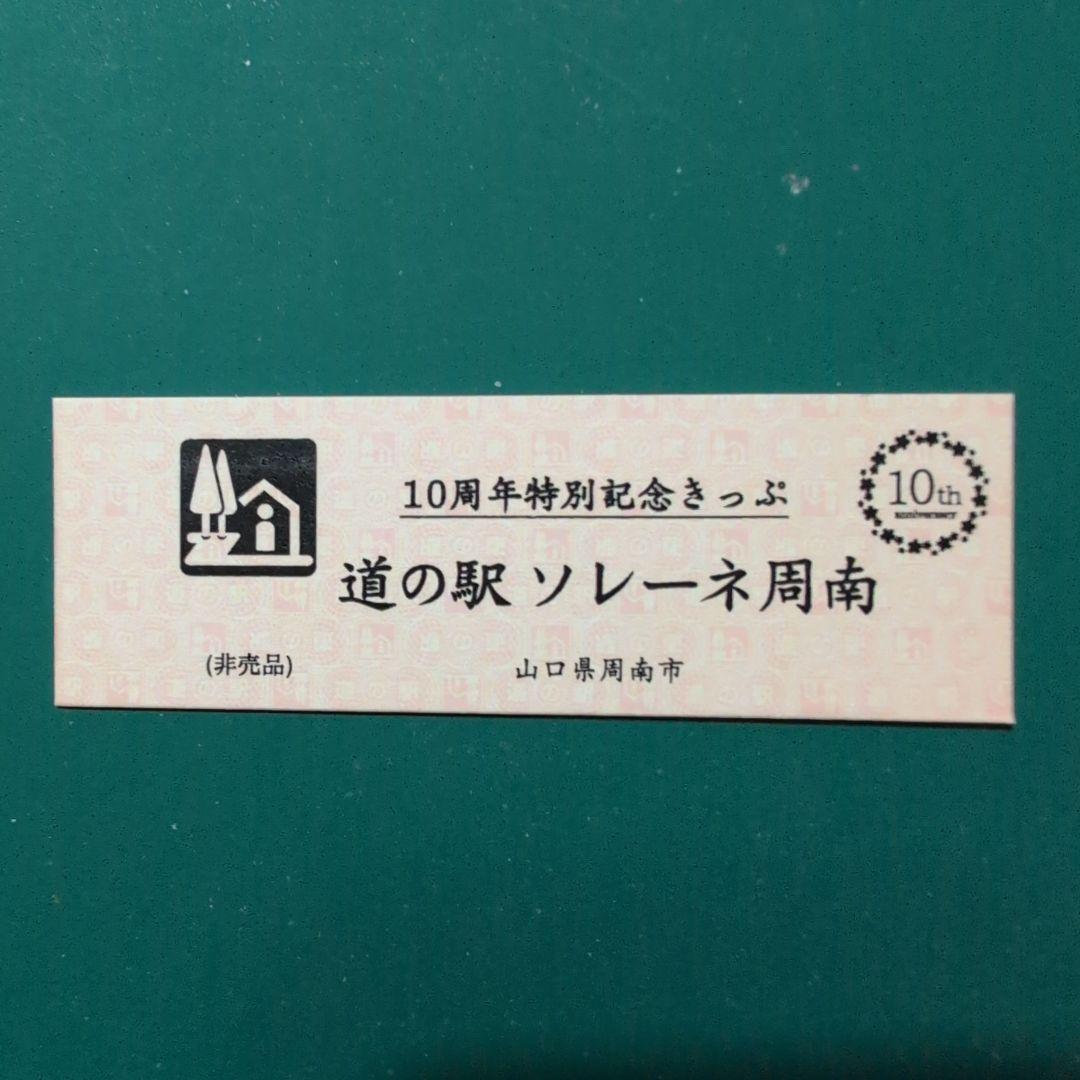 10周年特別記念きっぷ
10th
anniversary
道の駅 ソレーネ周南
(非売品)
山口県周南市